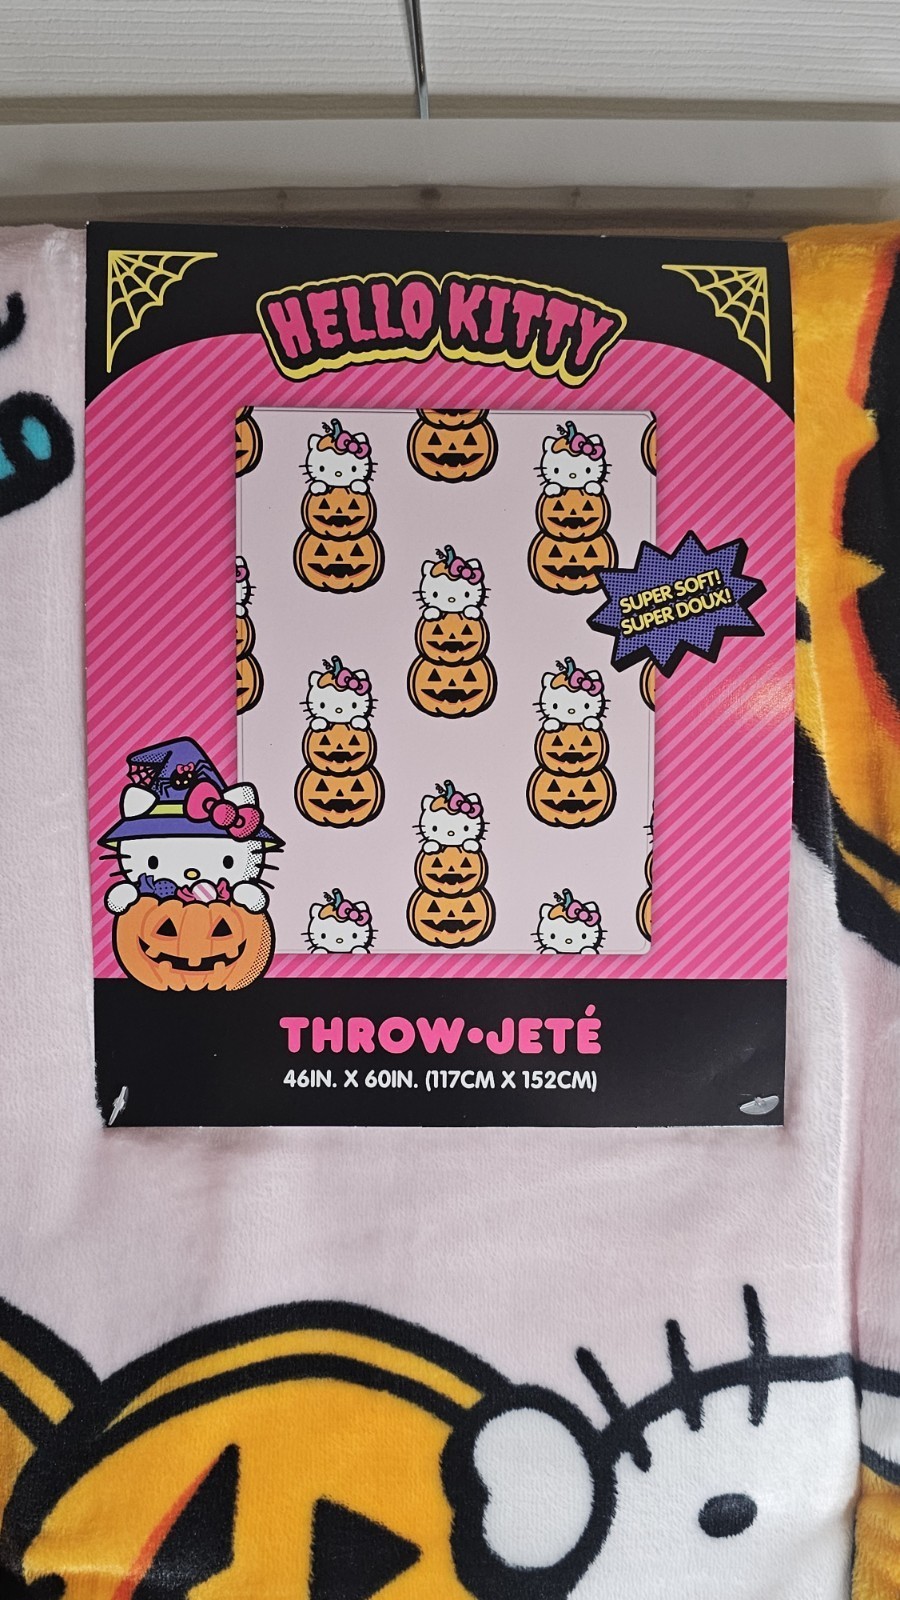 HELLO KITTY
SUPER SOFT!
SUPER DOUX!
THROW•JETÉ
46IN. X 60IN. (117CM X 152CM)